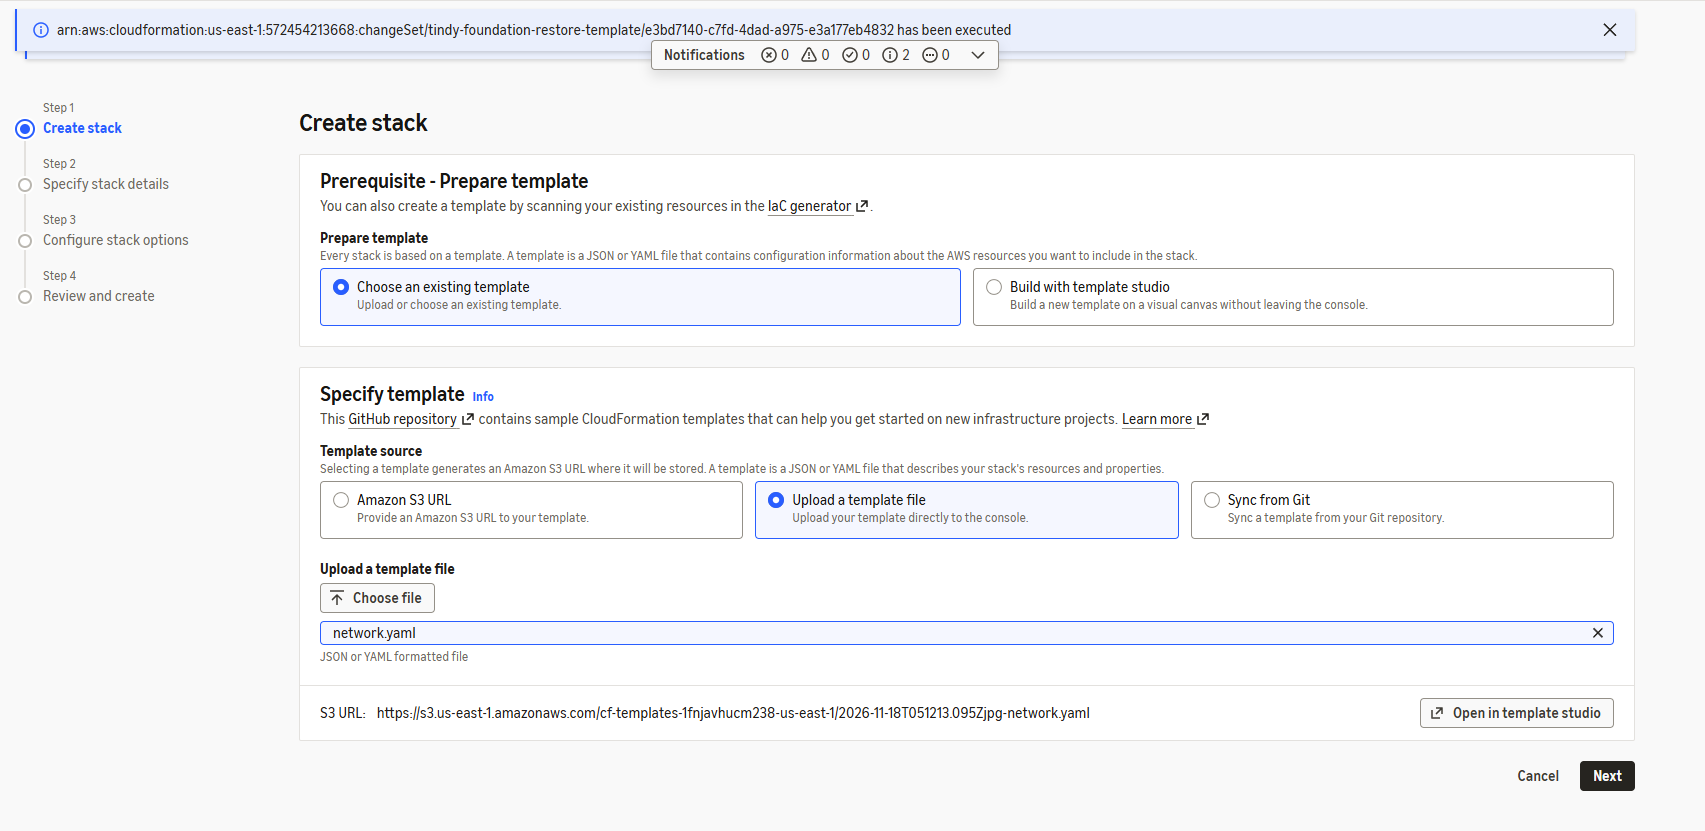 arn:aws:cloudformation:us-east-1:572454213668:changeSet/tindy-foundation-restore-template/e3bd7140-c7fd-4dad-a975-e3a177eb4832 has been executed
Notifications 0 0 0 2 0
Step 1
Create stack
Step 2
Specify stack details
Step 3
Configure stack options
Step 4
Review and create
Create stack
Prerequisite - Prepare template
You can also create a template by scanning your existing resources in the IaC generator.
Prepare template
Every stack is based on a template. A template is a JSON or YAML file that contains configuration information about the AWS resources you want to include in the stack.
Choose an existing template
Upload or choose an existing template.
Build with template studio
Build a new template on a visual canvas without leaving the console.
Specify template Info
This GitHub repository contains sample CloudFormation templates that can help you get started on new infrastructure projects. Learn more
Template source
Selecting a template generates an Amazon S3 URL where it will be stored. A template is a JSON or YAML file that describes your stack's resources and properties.
Amazon S3 URL
Provide an Amazon S3 URL to your template.
Upload a template file
Upload your template directly to the console.
Sync from Git
Sync a template from your Git repository.
Upload a template file
Choose file
network.yaml
JSON or YAML formatted file
S3 URL: https://s3.us-east-1.amazonaws.com/cf-templates-1fnjavhucm238-us-east-1/2026-11-18T051213.095Zjpg-network.yaml
Open in template studio
Cancel
Next